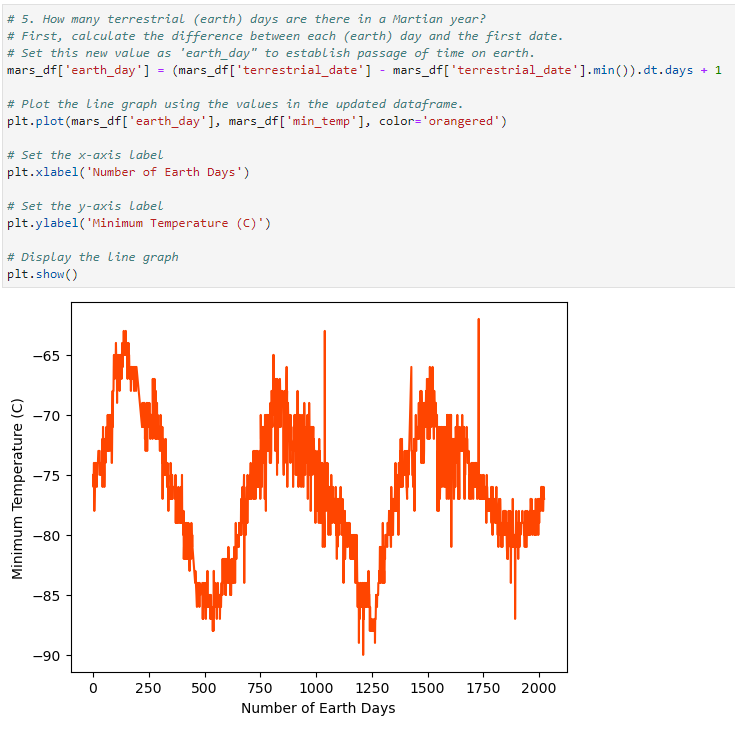 # 5. How many terrestrial (earth) days are there in a Martian year?
# First, calculate the difference between each (earth) day and the first date.
# Set this new value as 'earth_day" to establish passage of time on earth.
mars_df['earth_day'] = (mars_df['terrestrial_date'] - mars_df['terrestrial_date'].min()).dt.days + 1
# Plot the line graph using the values in the updated dataframe.
plt.plot(mars_df['earth_day'], mars_df['min_temp'], color='orangered')
# Set the x-axis label
plt.xlabel('Number of Earth Days')
# Set the y-axis label
plt.ylabel('Minimum Temperature (C)')
# Display the line graph
plt.show()
Minimum Temperature (C)
−65
−70
−75
−80
−85
−90
0 250 500 750 1000 1250 1500 1750 2000
Number of Earth Days